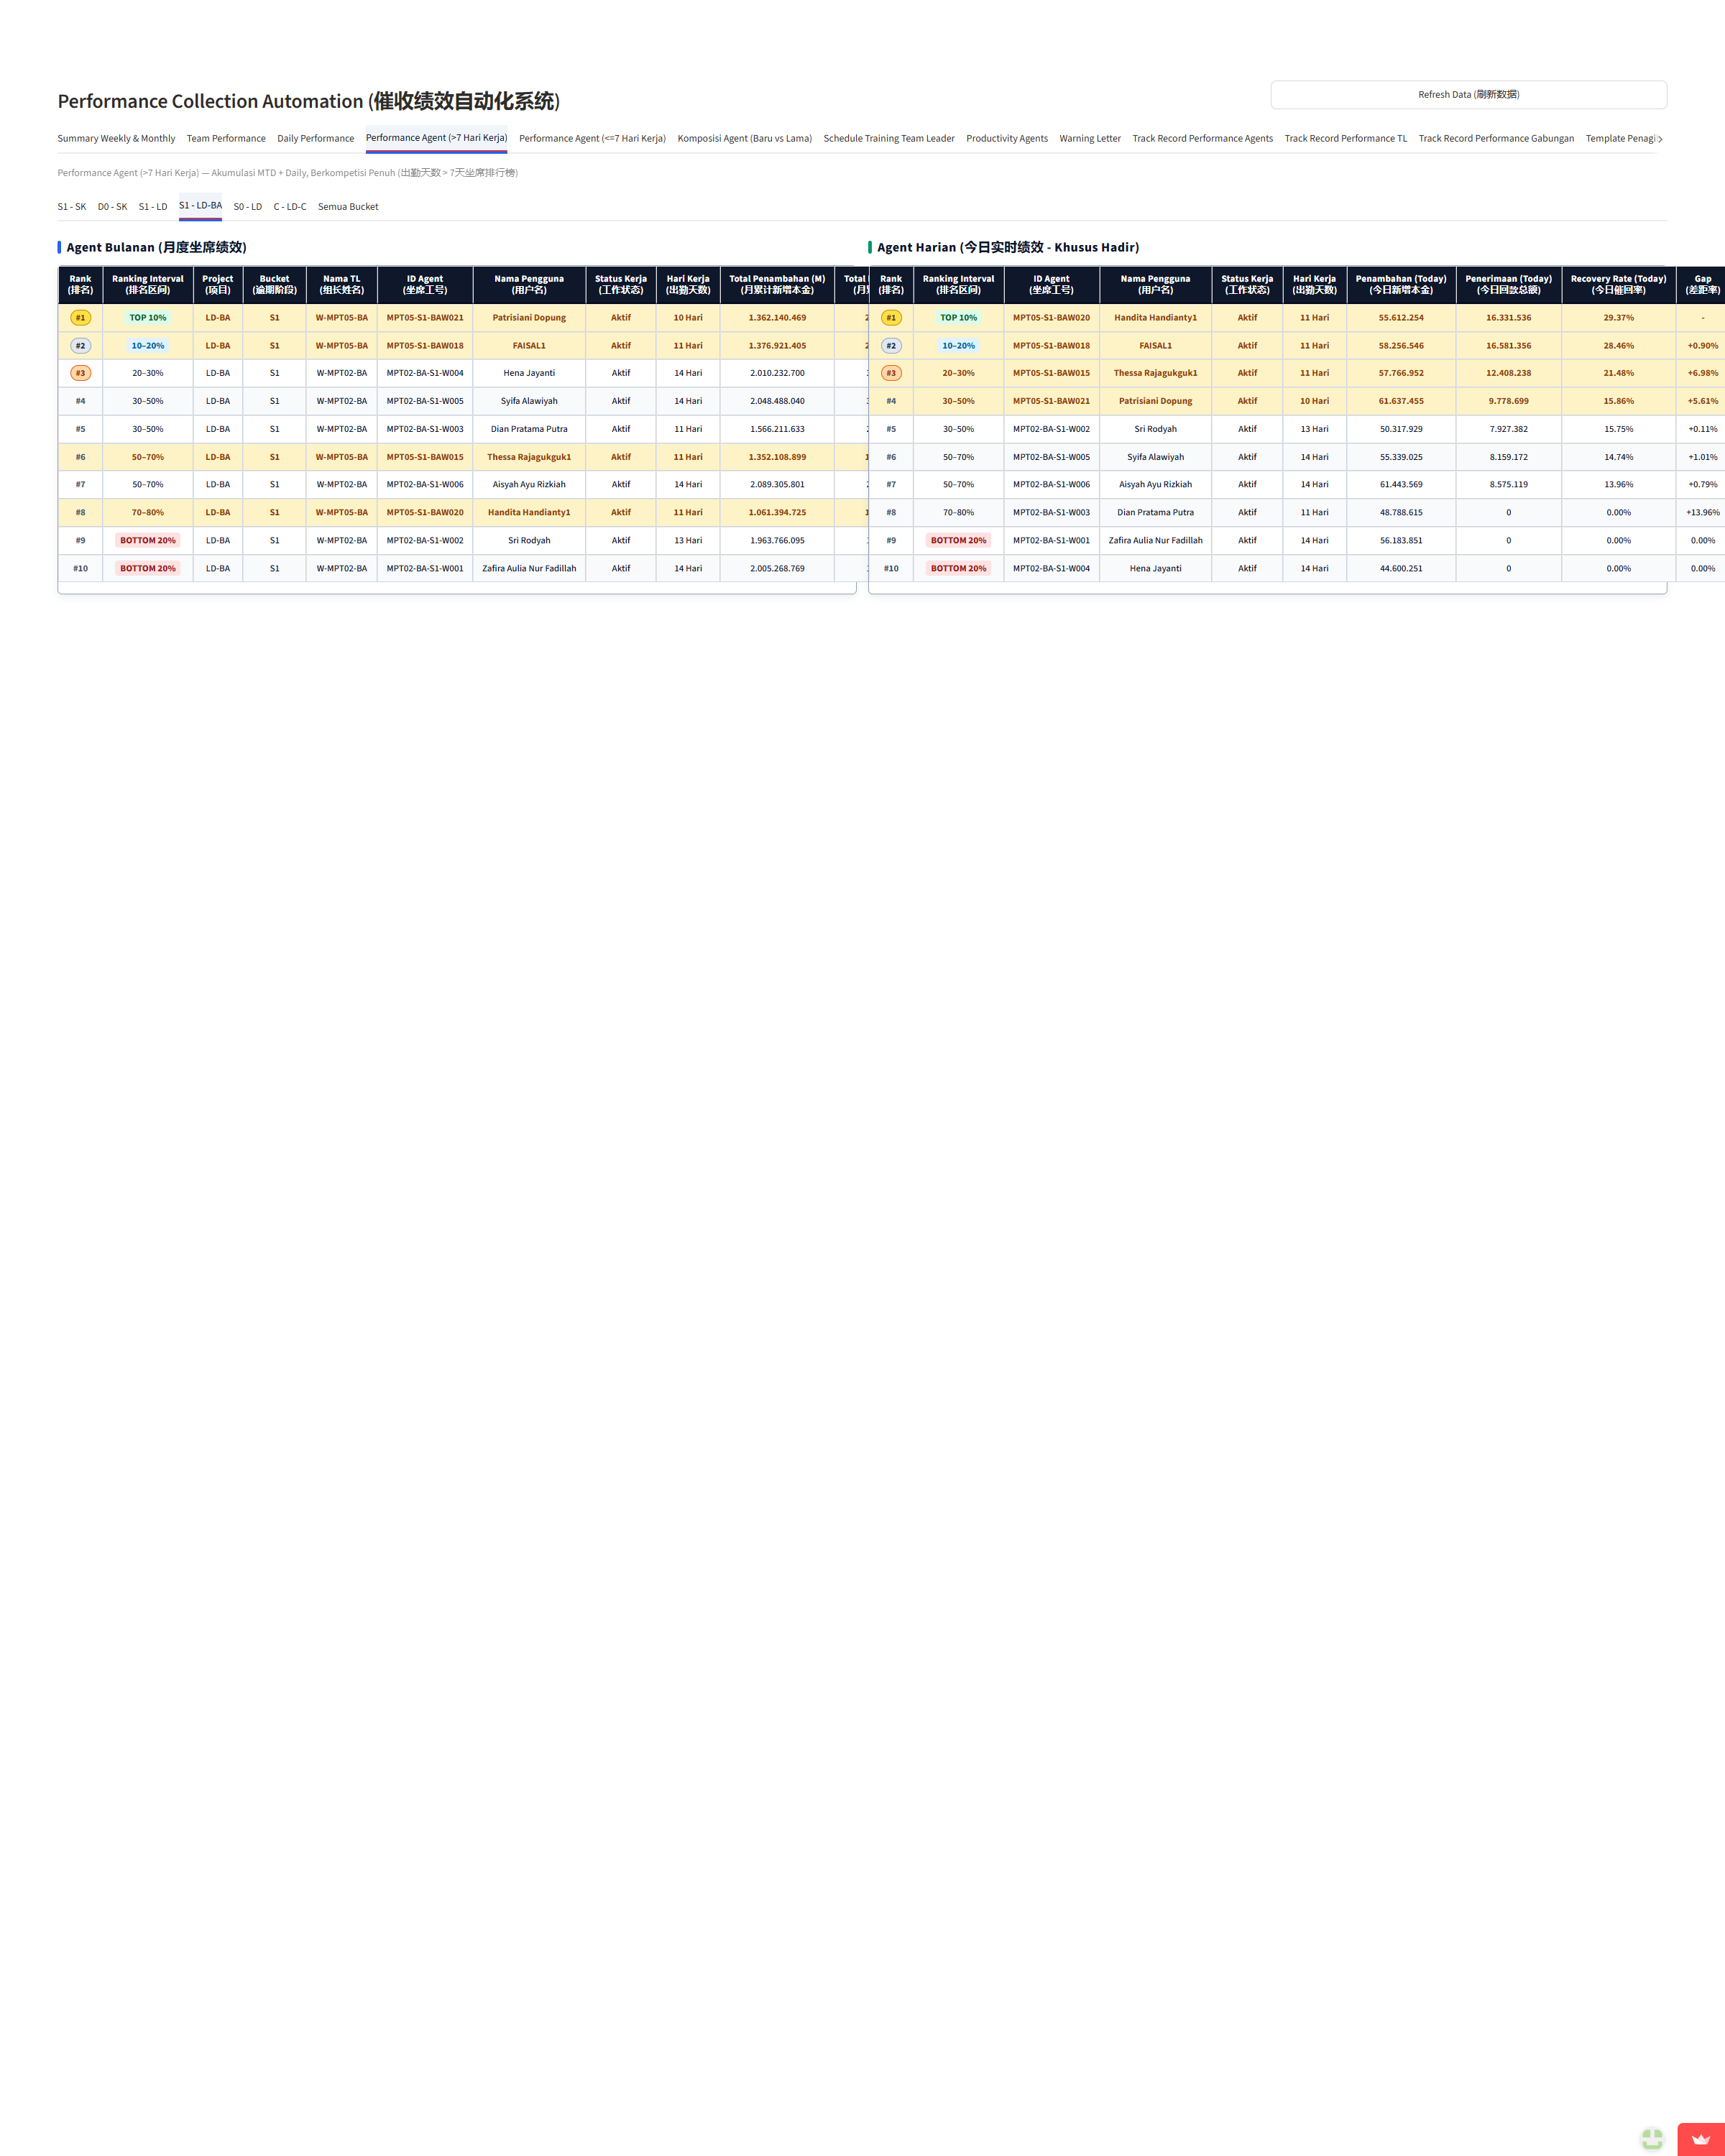 Performance Collection Automation (催收绩效自动化系统)
Refresh Data (刷新数据)
Summary Weekly & Monthly Team Performance Daily Performance Performance Agent (>7 Hari Kerja) Performance Agent (<=7 Hari Kerja) Komposisi Agent (Baru vs Lama) Schedule Training Team Leader Productivity Agents Warning Letter Track Record Performance Agents Track Record Performance TL Track Record Performance Gabungan Template Penagi
Performance Agent (>7 Hari Kerja) — Akumulasi MTD + Daily, Berkompetisi Penuh (出勤天数 > 7天坐席排行榜)
S1 - SK D0 - SK S1 - LD S1 - LD-BA S0 - LD C - LD-C Semua Bucket
Agent Bulanan (月度坐席绩效)
Rank Ranking Interval Project Bucket Nama TL ID Agent Nama Pengguna Status Kerja Hari Kerja Total Penambahan (M) Total
(排名) (排名区间) (项目) (逾期阶段) (组长姓名) (坐席工号) (用户名) (工作状态) (出勤天数) (月累计新增本金) (月
#1 TOP 10% LD-BA S1 W-MPT05-BA MPT05-S1-BAW021 Patrisiani Dopung Aktif 10 Hari 1.362.140.469
#2 10–20% LD-BA S1 W-MPT05-BA MPT05-S1-BAW018 FAISAL1 Aktif 11 Hari 1.376.921.405
#3 20–30% LD-BA S1 W-MPT02-BA MPT02-BA-S1-W004 Hena Jayanti Aktif 14 Hari 2.010.232.700
#4 30–50% LD-BA S1 W-MPT02-BA MPT02-BA-S1-W005 Syifa Alawiyah Aktif 14 Hari 2.048.488.040
#5 30–50% LD-BA S1 W-MPT02-BA MPT02-BA-S1-W003 Dian Pratama Putra Aktif 11 Hari 1.566.211.633
#6 50–70% LD-BA S1 W-MPT05-BA MPT05-S1-BAW015 Thessa Rajagukguk1 Aktif 11 Hari 1.352.108.899
#7 50–70% LD-BA S1 W-MPT02-BA MPT02-BA-S1-W006 Aisyah Ayu Rizkiah Aktif 14 Hari 2.089.305.801
#8 70–80% LD-BA S1 W-MPT05-BA MPT05-S1-BAW020 Handita Handianty1 Aktif 11 Hari 1.061.394.725
#9 BOTTOM 20% LD-BA S1 W-MPT02-BA MPT02-BA-S1-W002 Sri Rodyah Aktif 13 Hari 1.963.766.095
#10 BOTTOM 20% LD-BA S1 W-MPT02-BA MPT02-BA-S1-W001 Zafira Aulia Nur Fadillah Aktif 14 Hari 2.005.268.769
Agent Harian (今日实时绩效 - Khusus Hadir)
Rank Ranking Interval ID Agent Nama Pengguna Status Kerja Hari Kerja Penambahan (Today) Penerimaan (Today) Recovery Rate (Today) Gap
(排名) (排名区间) (坐席工号) (用户名) (工作状态) (出勤天数) (今日新增本金) (今日回款总额) (今日催回率) (差距率)
#1 TOP 10% MPT05-S1-BAW020 Handita Handianty1 Aktif 11 Hari 55.612.254 16.331.536 29.37% -
#2 10–20% MPT05-S1-BAW018 FAISAL1 Aktif 11 Hari 58.256.546 16.581.356 28.46% +0.90%
#3 20–30% MPT05-S1-BAW015 Thessa Rajagukguk1 Aktif 11 Hari 57.766.952 12.408.238 21.48% +6.98%
#4 30–50% MPT05-S1-BAW021 Patrisiani Dopung Aktif 10 Hari 61.637.455 9.778.699 15.86% +5.61%
#5 30–50% MPT02-BA-S1-W002 Sri Rodyah Aktif 13 Hari 50.317.929 7.927.382 15.75% +0.11%
#6 50–70% MPT02-BA-S1-W005 Syifa Alawiyah Aktif 14 Hari 55.339.025 8.159.172 14.74% +1.01%
#7 50–70% MPT02-BA-S1-W006 Aisyah Ayu Rizkiah Aktif 14 Hari 61.443.569 8.575.119 13.96% +0.79%
#8 70–80% MPT02-BA-S1-W003 Dian Pratama Putra Aktif 11 Hari 48.788.615 0 0.00% +13.96%
#9 BOTTOM 20% MPT02-BA-S1-W001 Zafira Aulia Nur Fadillah Aktif 14 Hari 56.183.851 0 0.00% 0.00%
#10 BOTTOM 20% MPT02-BA-S1-W004 Hena Jayanti Aktif 14 Hari 44.600.251 0 0.00% 0.00%